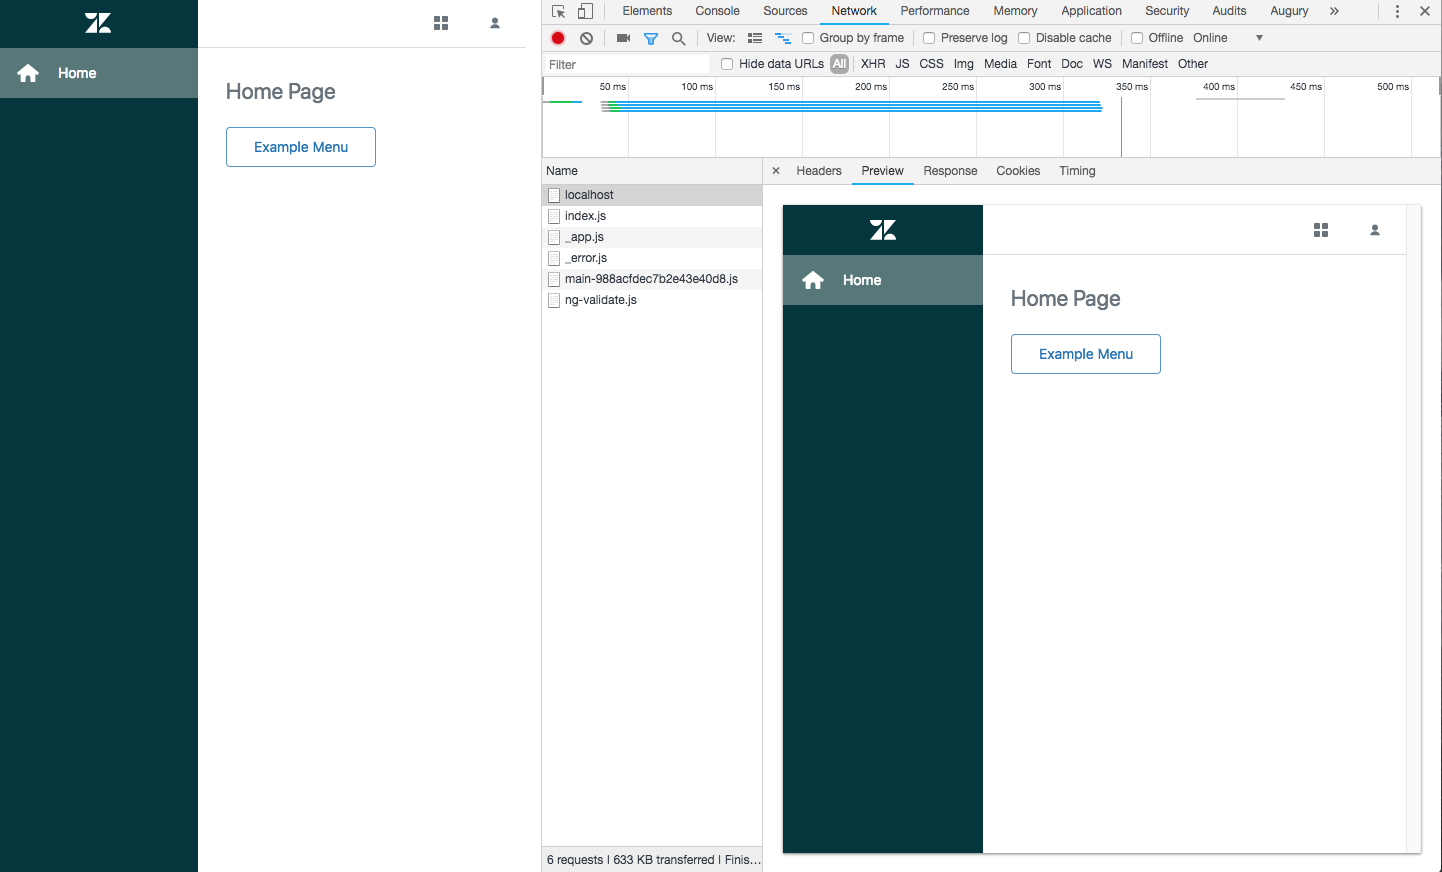 Home
Home Page
Example Menu
Elements Console Sources Network Performance Memory Application Security Audits Augury »
View: Group by frame Preserve log Disable cache Offline Online ▼
Filter Hide data URLs All XHR JS CSS Img Media Font Doc WS Manifest Other
50 ms 100 ms 150 ms 200 ms 250 ms 300 ms 350 ms 400 ms 450 ms 500 ms
Name
× Headers Preview Response Cookies Timing
localhost
index.js
_app.js
_error.js
main-988acfdec7b2e43e40d8.js
ng-validate.js
Home
Home Page
Example Menu
6 requests | 633 KB transferred | Finis...